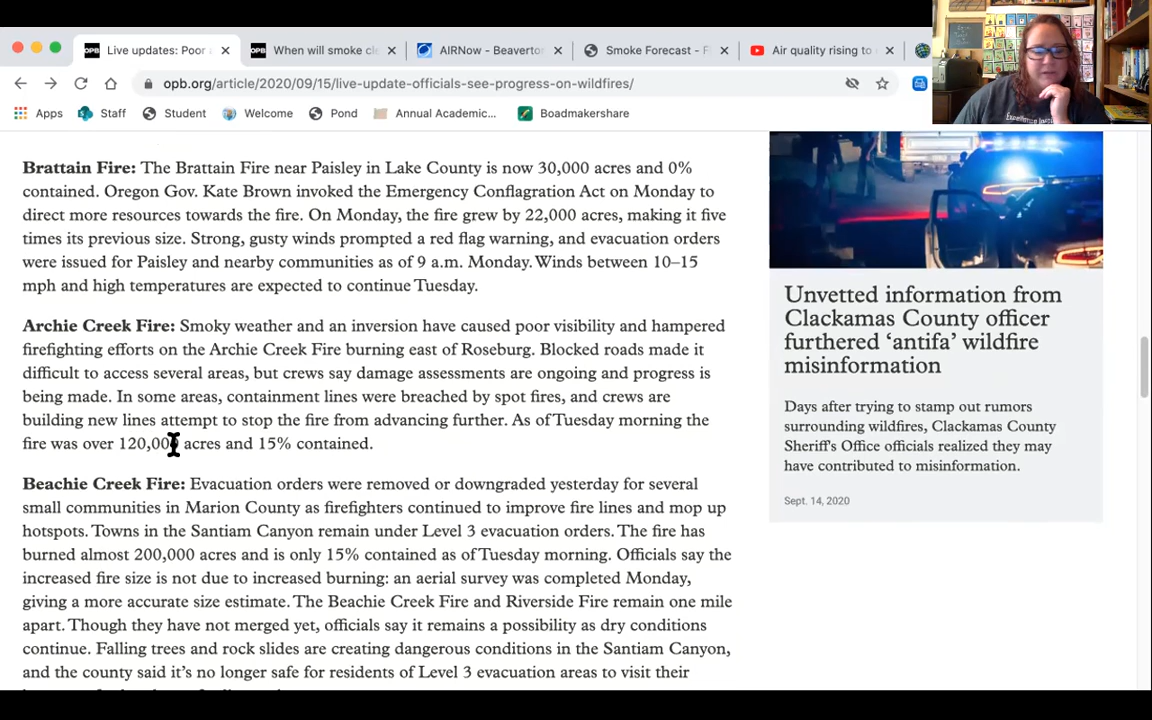 Live updates: Poor a
When will smoke cl
AIRNow - Beaverto
Smoke Forecast - F
Air quality rising to
opb.org/article/2020/09/15/live-update-officials-see-progress-on-wildfires/
Apps
Staff
Student
Welcome
Pond
Annual Academic...
Boadmakershare
Brattain Fire: The Brattain Fire near Paisley in Lake County is now 30,000 acres and 0%
contained. Oregon Gov. Kate Brown invoked the Emergency Conflagration Act on Monday to
direct more resources towards the fire. On Monday, the fire grew by 22,000 acres, making it five
times its previous size. Strong, gusty winds prompted a red flag warning, and evacuation orders
were issued for Paisley and nearby communities as of 9 a.m. Monday. Winds between 10–15
mph and high temperatures are expected to continue Tuesday.
Archie Creek Fire: Smoky weather and an inversion have caused poor visibility and hampered
firefighting efforts on the Archie Creek Fire burning east of Roseburg. Blocked roads made it
difficult to access several areas, but crews say damage assessments are ongoing and progress is
being made. In some areas, containment lines were breached by spot fires, and crews are
building new lines attempt to stop the fire from advancing further. As of Tuesday morning the
fire was over 120,000 acres and 15% contained.
Beachie Creek Fire: Evacuation orders were removed or downgraded yesterday for several
small communities in Marion County as firefighters continued to improve fire lines and mop up
hotspots. Towns in the Santiam Canyon remain under Level 3 evacuation orders. The fire has
burned almost 200,000 acres and is only 15% contained as of Tuesday morning. Officials say the
increased fire size is not due to increased burning: an aerial survey was completed Monday,
giving a more accurate size estimate. The Beachie Creek Fire and Riverside Fire remain one mile
apart. Though they have not merged yet, officials say it remains a possibility as dry conditions
continue. Falling trees and rock slides are creating dangerous conditions in the Santiam Canyon,
and the county said it's no longer safe for residents of Level 3 evacuation areas to visit their
Unvetted information from
Clackamas County officer
furthered 'antifa' wildfire
misinformation
Days after trying to stamp out rumors
surrounding wildfires, Clackamas County
Sheriff's Office officials realized they may
have contributed to misinformation.
Sept. 14, 2020